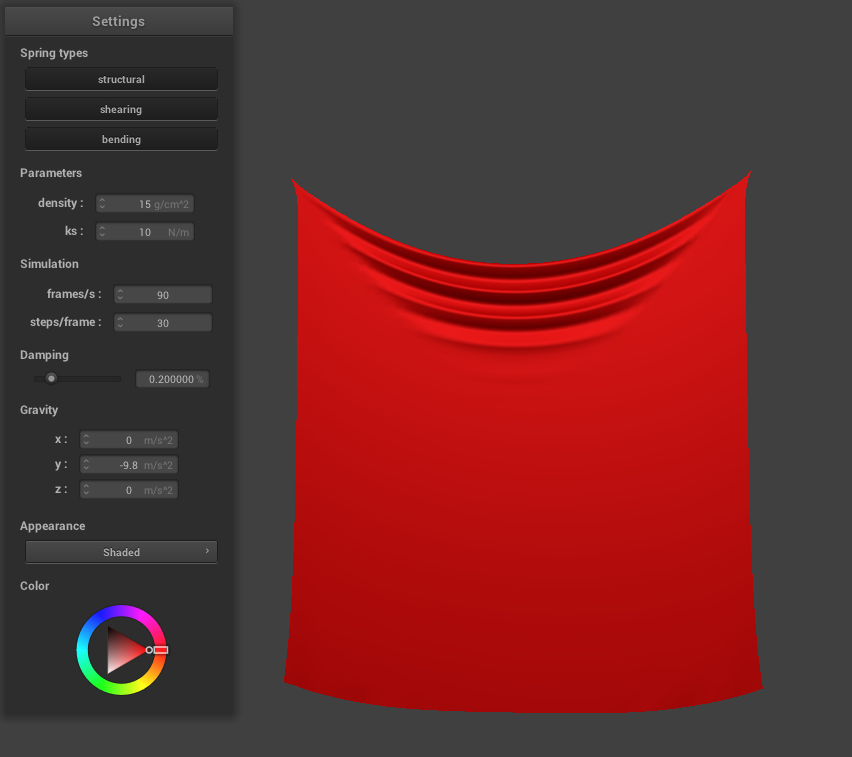 Settings
Spring types
structural
shearing
bending
Parameters
density : 15 g/cm^2
ks : 10 N/m
Simulation
frames/s : 90
steps/frame : 30
Damping
0.200000 %
Gravity
x : 0 m/s^2
y : -9.8 m/s^2
z : 0 m/s^2
Appearance
Shaded
Color